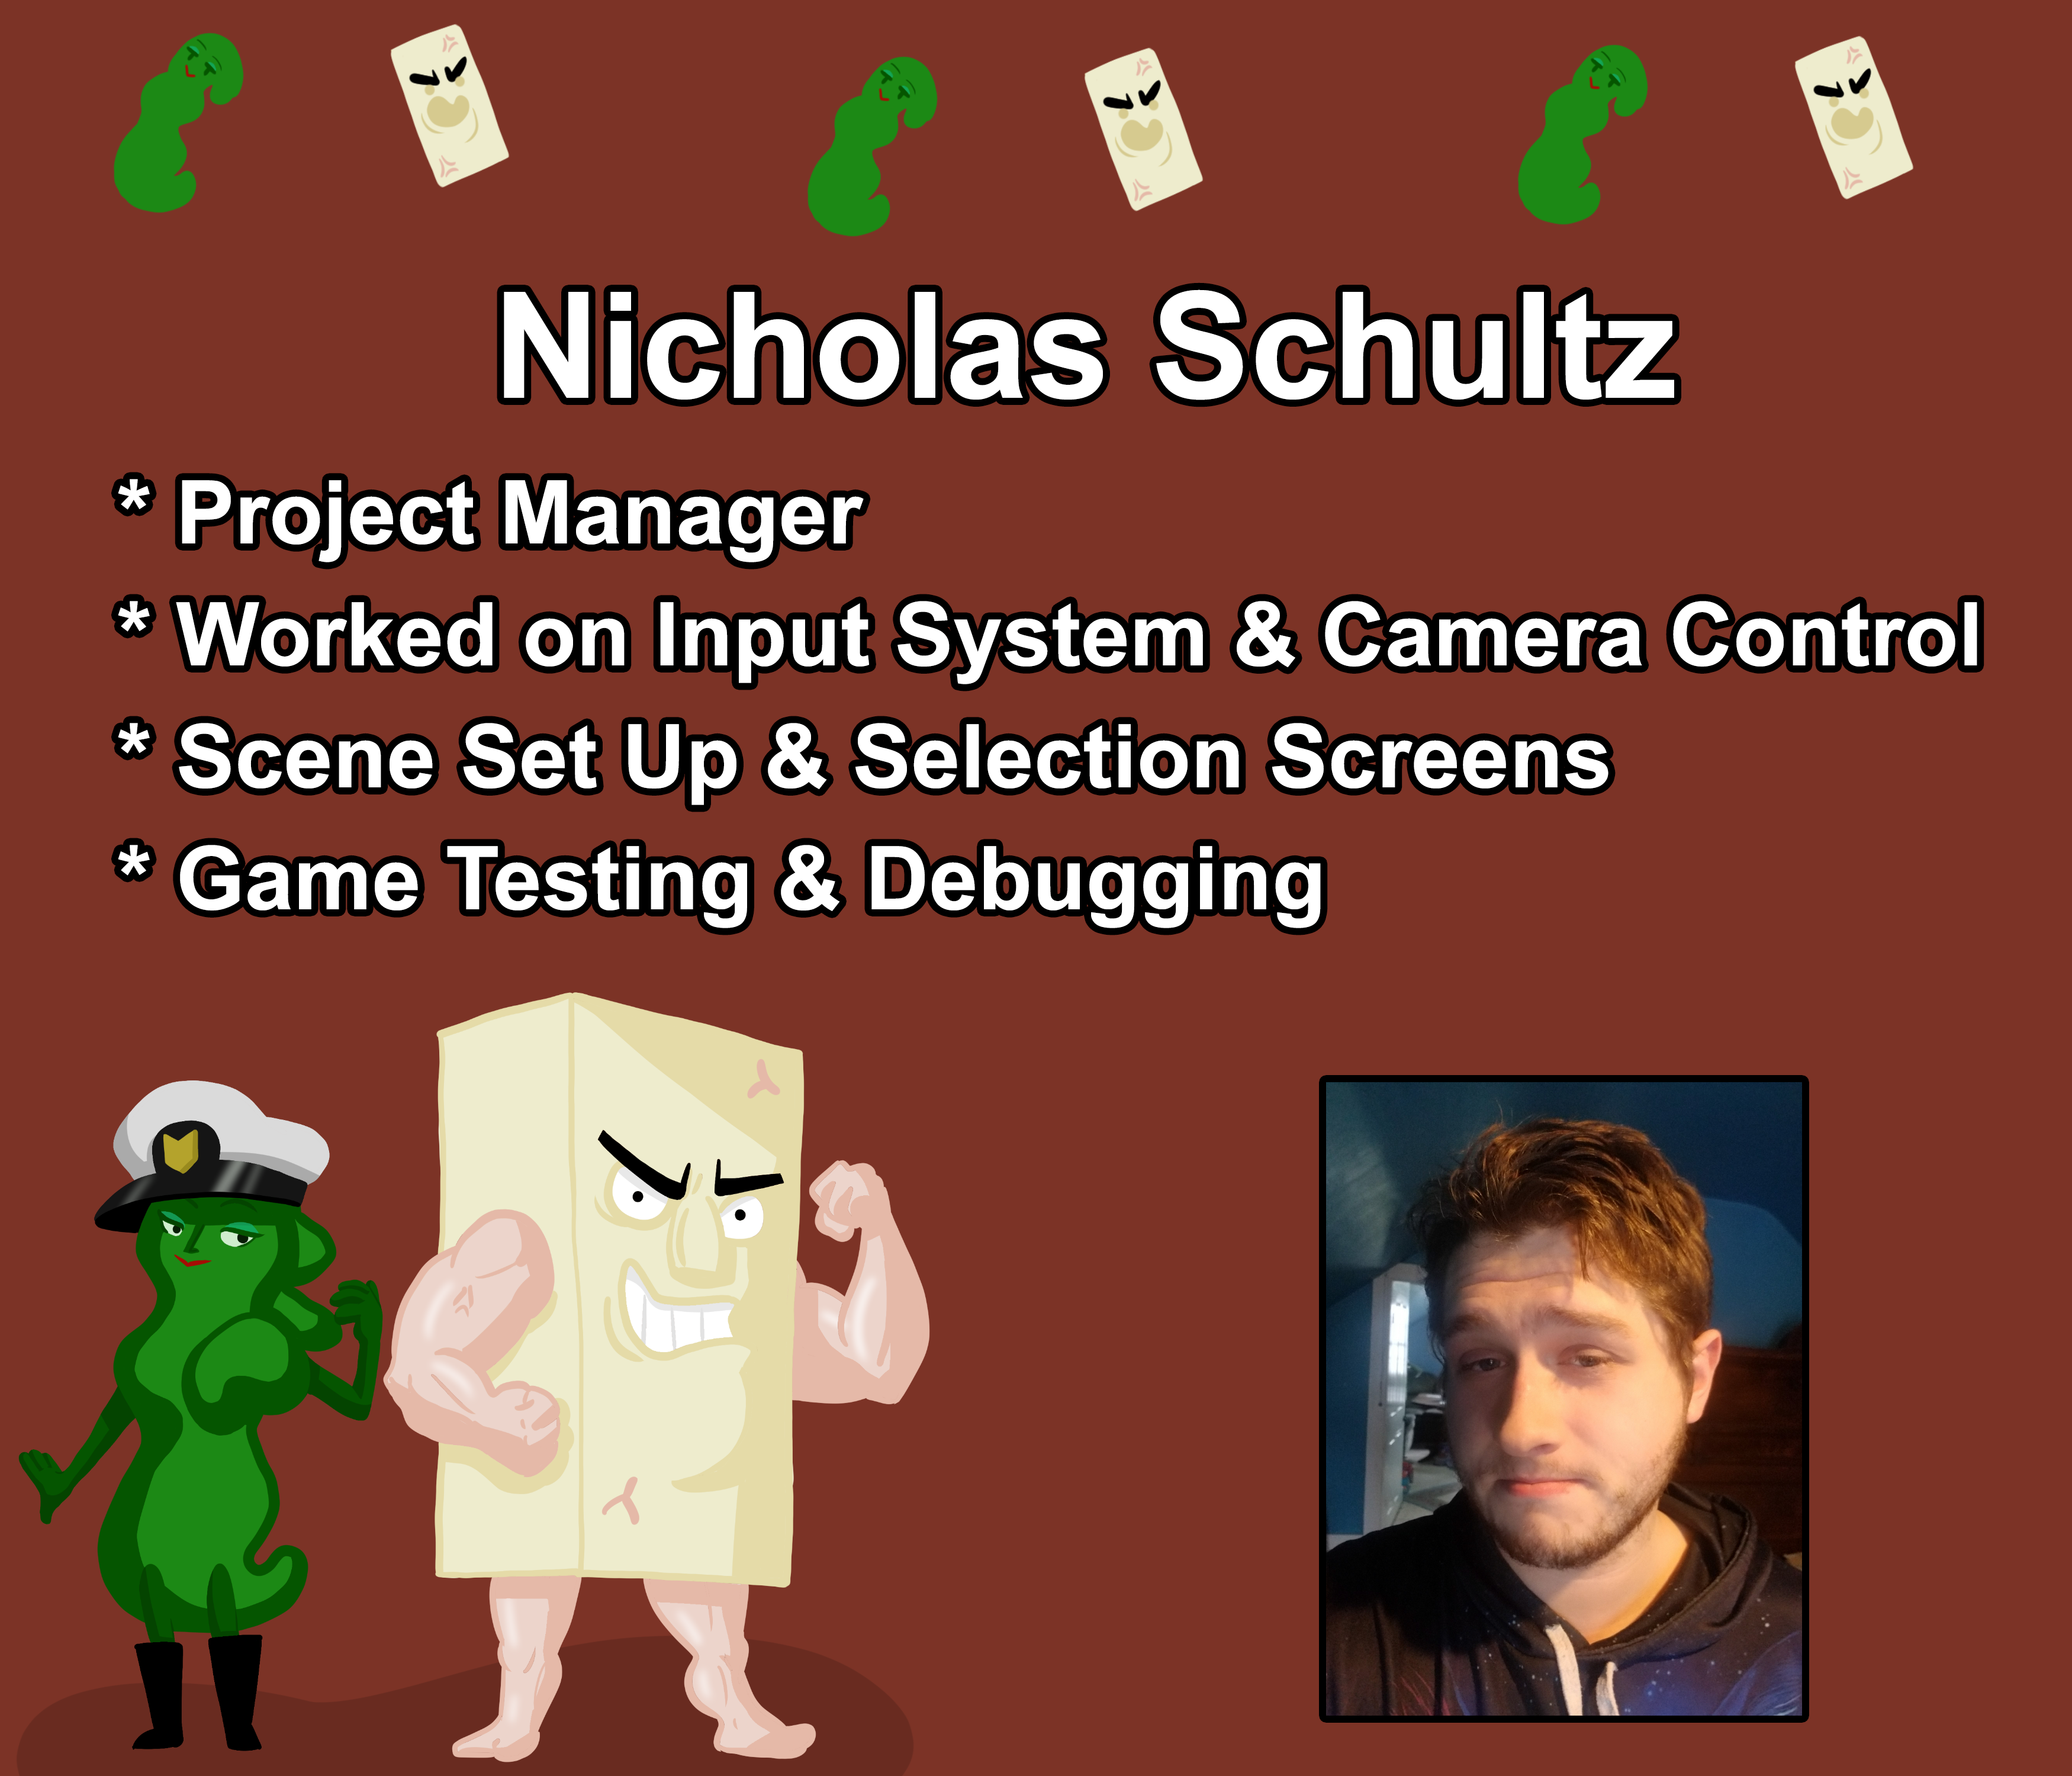 Nicholas Schultz
* Project Manager
* Worked on Input System & Camera Control
* Scene Set Up & Selection Screens
* Game Testing & Debugging